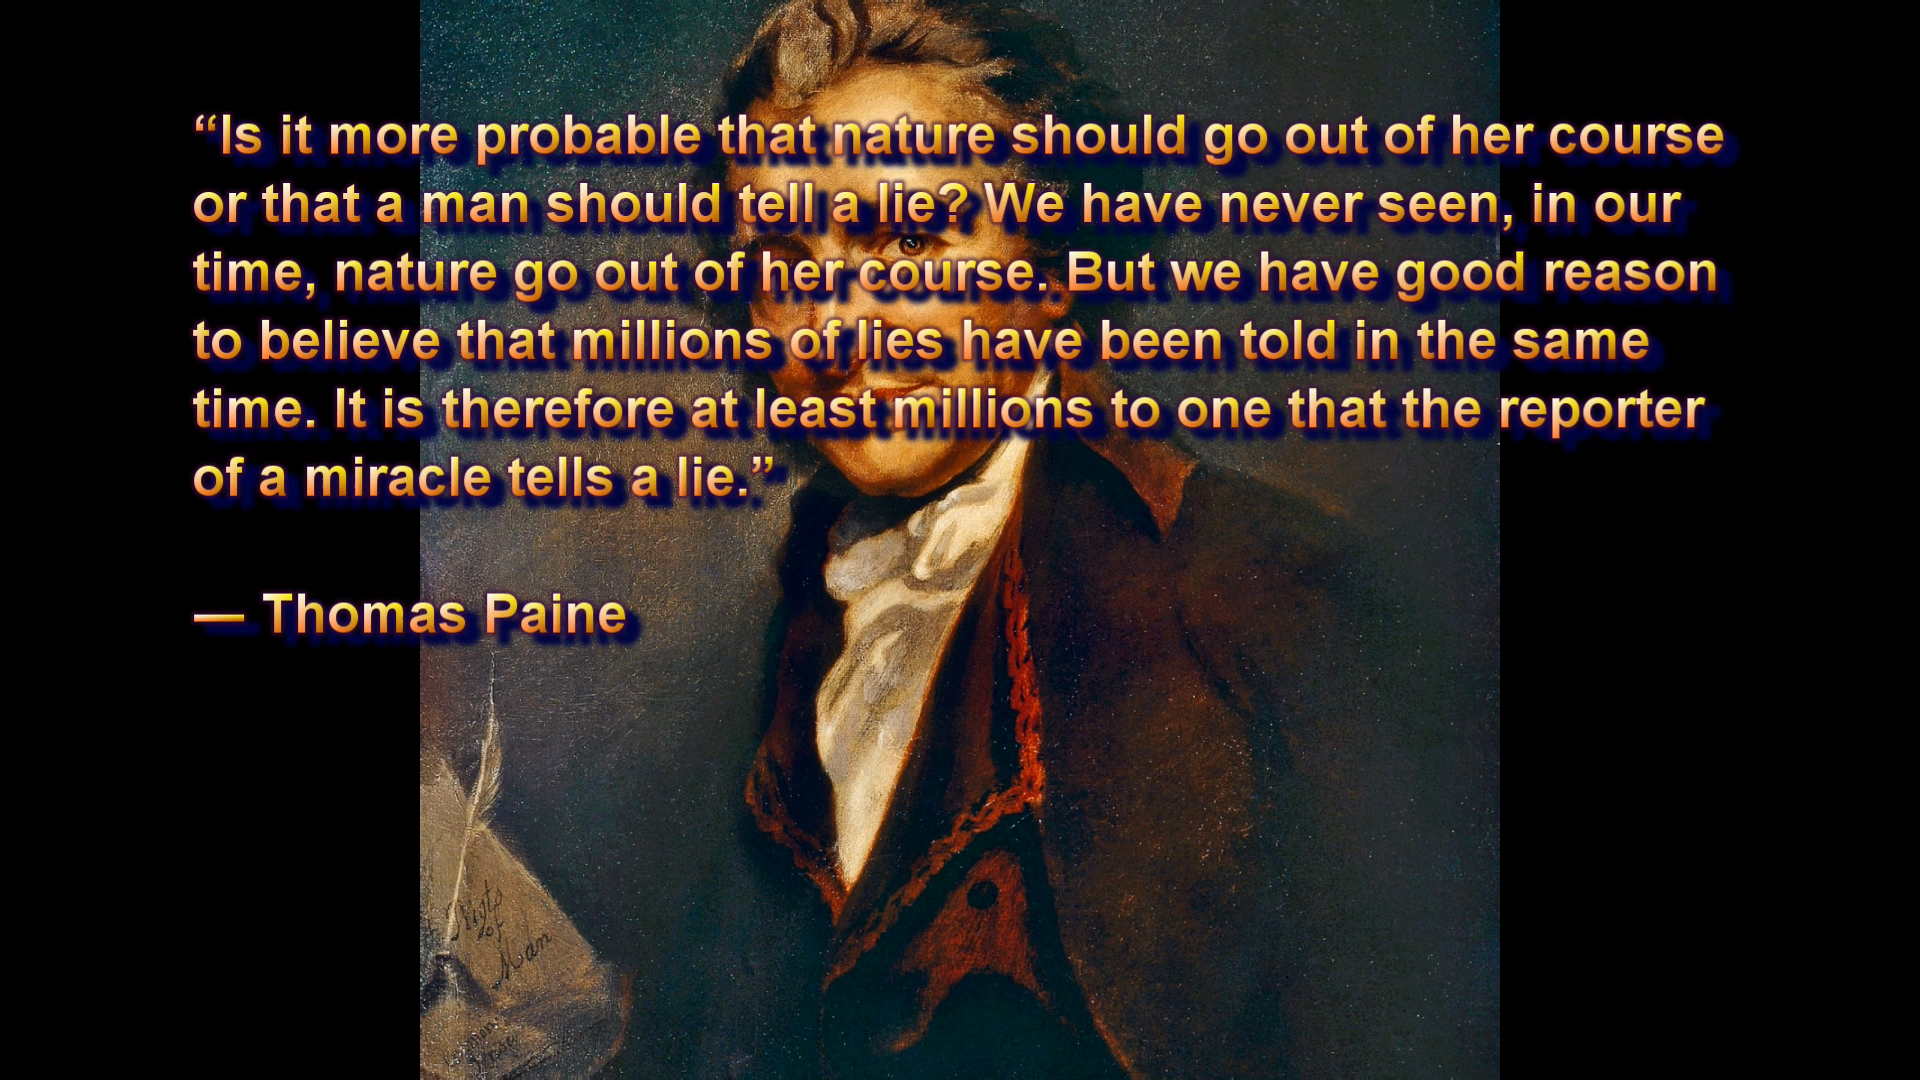 “Is it more probable that nature should go out of her course
or that a man should tell a lie? We have never seen, in our
time, nature go out of her course. But we have good reason
to believe that millions of lies have been told in the same
time. It is therefore at least millions to one that the reporter
of a miracle tells a lie.”
— Thomas Paine
Rights
of
Man